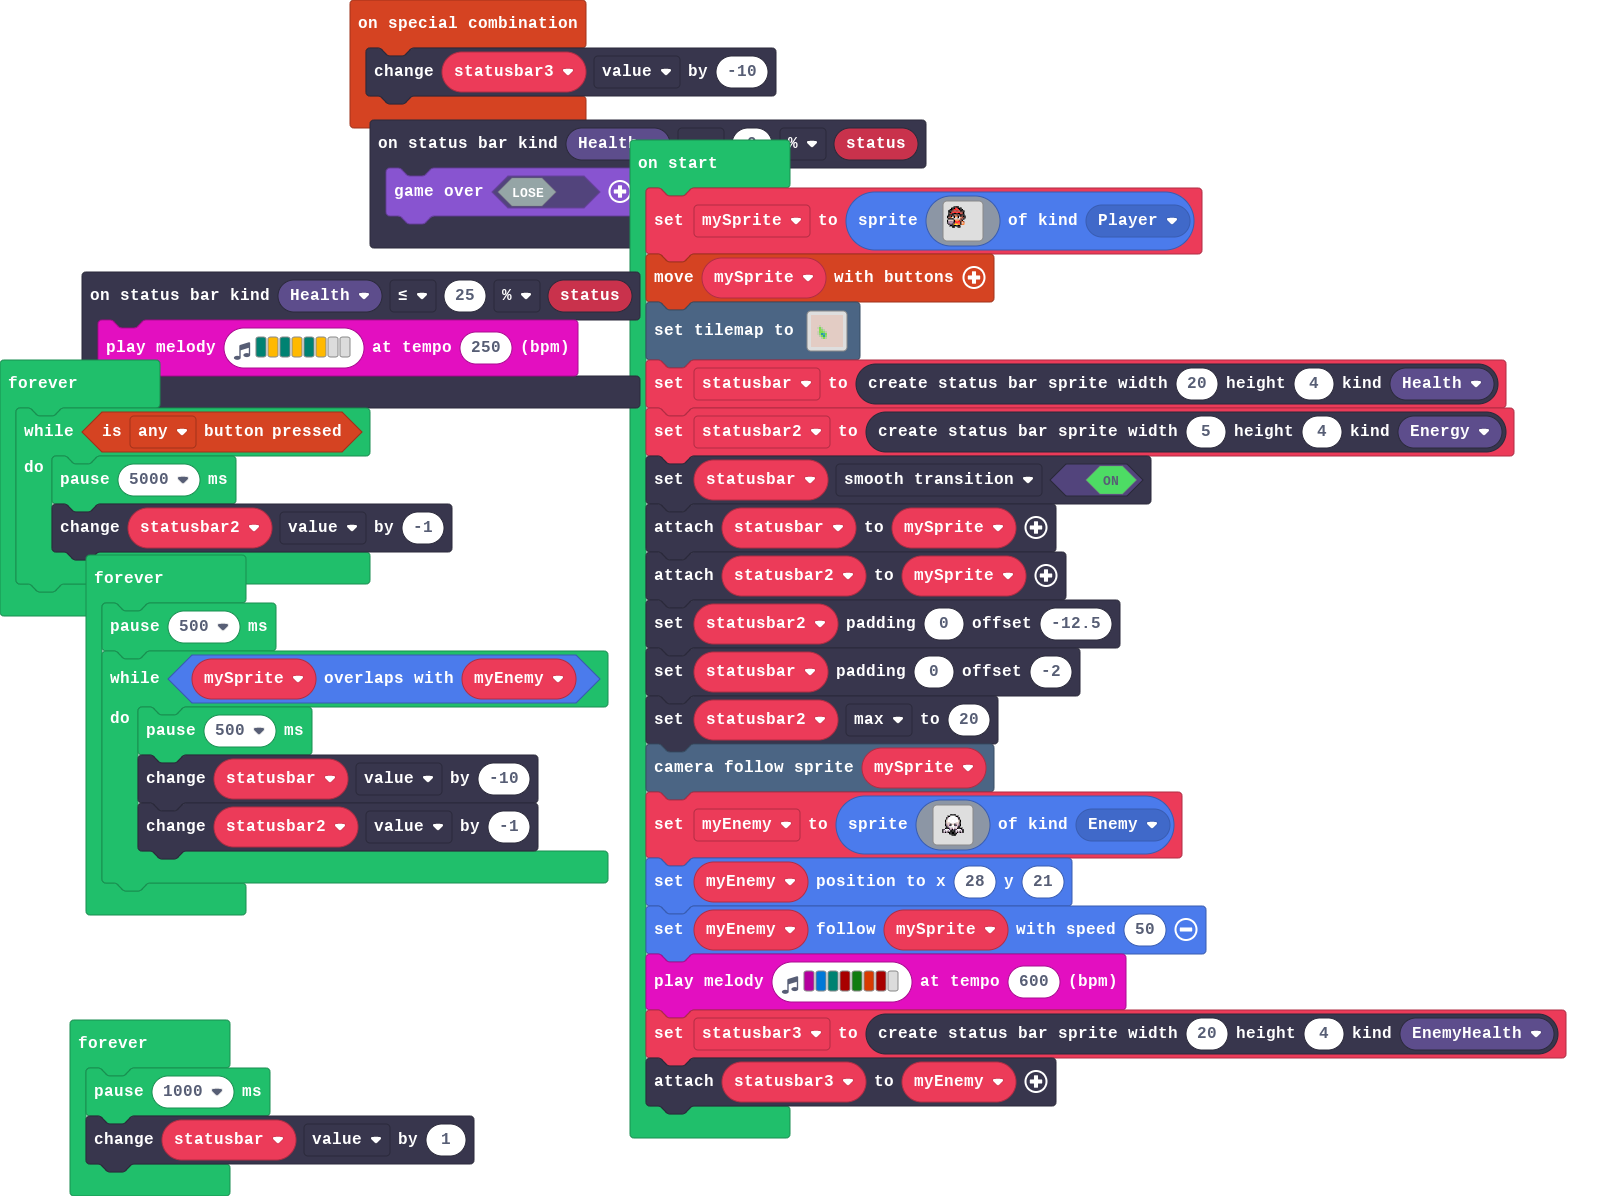 on special combination
change statusbar3 value by -10
on status bar kind Health % status
game over LOSE
on status bar kind Health ≤ 25 % status
play melody at tempo 250 (bpm)
forever
while is any button pressed
do
pause 5000 ms
change statusbar2 value by -1
forever
pause 500 ms
while mySprite overlaps with myEnemy
do
pause 500 ms
change statusbar value by -10
change statusbar2 value by -1
forever
pause 1000 ms
change statusbar value by 1
on start
set mySprite to sprite of kind Player
move mySprite with buttons
set tilemap to
set statusbar to create status bar sprite width 20 height 4 kind Health
set statusbar2 to create status bar sprite width 5 height 4 kind Energy
set statusbar smooth transition ON
attach statusbar to mySprite
attach statusbar2 to mySprite
set statusbar2 padding 0 offset -12.5
set statusbar padding 0 offset -2
set statusbar2 max to 20
camera follow sprite mySprite
set myEnemy to sprite of kind Enemy
set myEnemy position to x 28 y 21
set myEnemy follow mySprite with speed 50
play melody at tempo 600 (bpm)
set statusbar3 to create status bar sprite width 20 height 4 kind EnemyHealth
attach statusbar3 to myEnemy